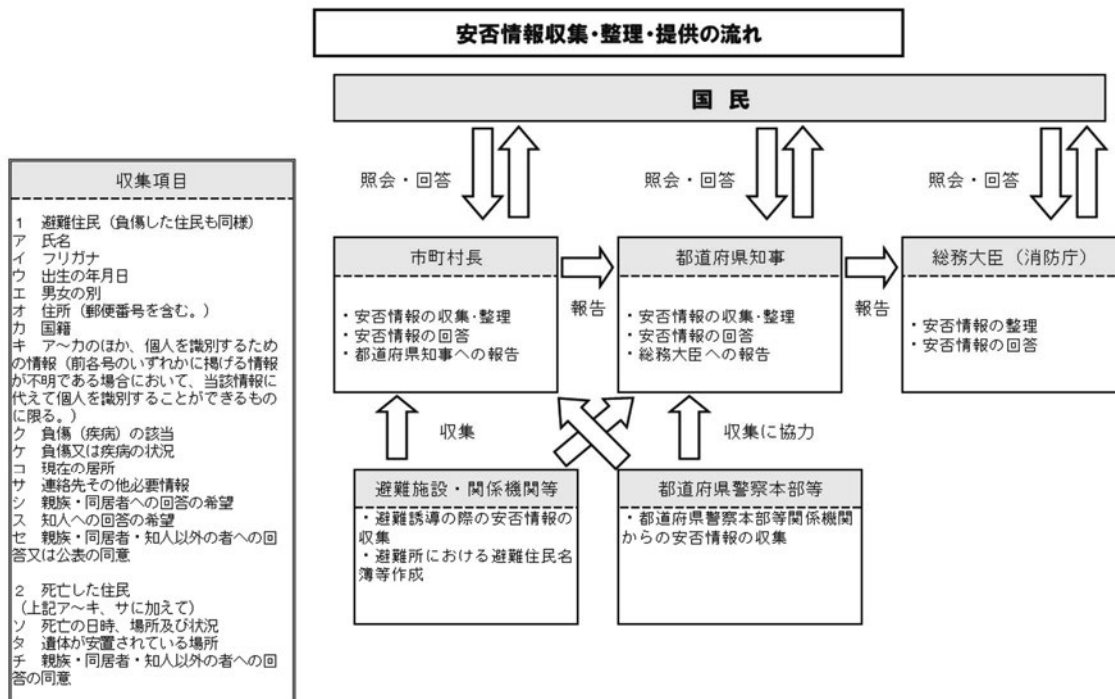 安否情報収集・整理・提供の流れ
国 民
照会・回答
照会・回答
照会・回答
収集項目
1 避難住民（負傷した住民も同様）
ア 氏名
イ フリガナ
ウ 出生の年月日
エ 男女の別
オ 住所（郵便番号を含む。）
カ 国籍
キ ア～カのほか、個人を識別するため
の情報（前各号のいずれかに掲げる情報
が不明である場合において、当該情報に
代えて個人を識別することができるもの
に限る。）
ク 負傷（疾病）の該当
ケ 負傷又は疾病の状況
コ 現在の居所
サ 連絡先その他必要情報
シ 親族・同居者への回答の希望
ス 知人への回答の希望
セ 親族・同居者・知人以外の者への回
答又は公表の同意
2 死亡した住民
（上記ア～キ、サに加えて）
ソ 死亡の日時、場所及び状況
タ 遺体が安置されている場所
チ 親族・同居者・知人以外の者への回
答の同意
市町村長
・安否情報の収集・整理
・安否情報の回答
・都道府県知事への報告
報告
都道府県知事
・安否情報の収集・整理
・安否情報の回答
・総務大臣への報告
報告
総務大臣（消防庁）
・安否情報の整理
・安否情報の回答
収集
収集に協力
避難施設・関係機関等
・避難誘導の際の安否情報の
収集
・避難所における避難住民名
簿等作成
都道府県警察本部等
・都道府県警察本部等関係機関
からの安否情報の収集